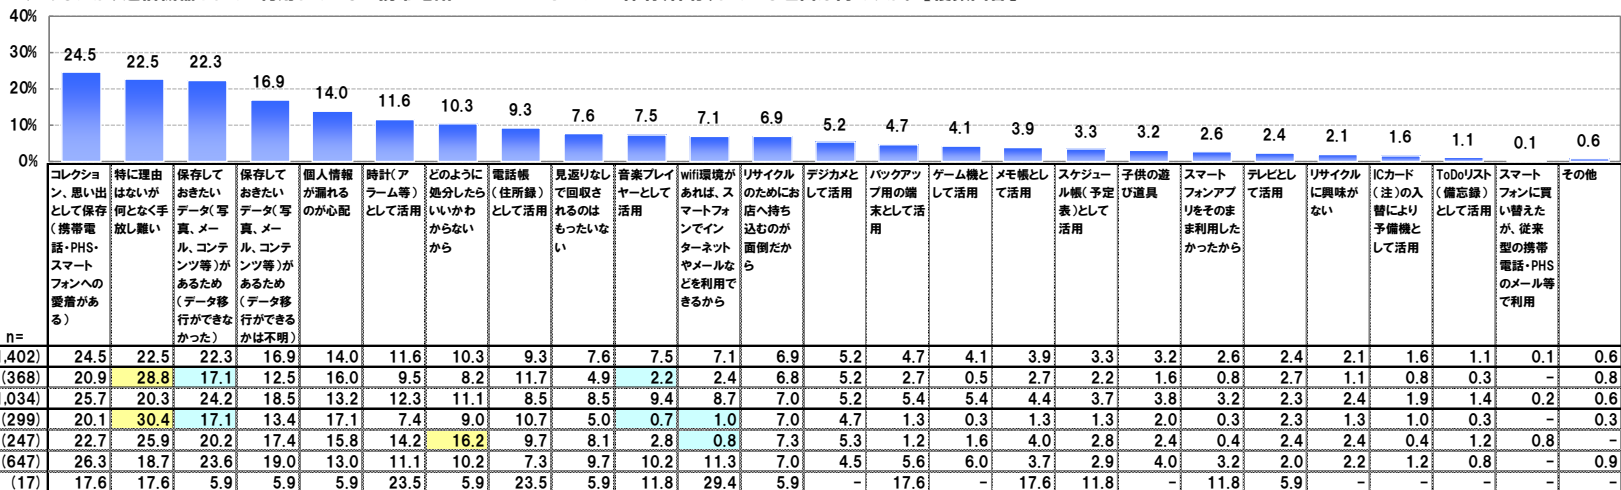 40%
30%
20%
10%
0%
24.5 22.5 22.3 16.9 14.0 11.6 10.3 9.3 7.6 7.5 7.1 6.9 5.2 4.7 4.1 3.9 3.3 3.2 2.6 2.4 2.1 1.6 1.1 0.1 0.6
コレクション、思い出として保存(携帯電話・PHS・スマートフォンへの愛着がある)
特に理由はないが何となく手放し難い
保存しておきたいデータ(写真、メール、コンテンツ等)があるため(データ移行ができなかった)
保存しておきたいデータ(写真、メール、コンテンツ等)があるため(データ移行ができるかは不明)
個人情報が漏れるのが心配
時計(アラーム等)として活用
どのように処分したらいいかわからないから
電話帳(住所録)として活用
見返りなしで回収されるのはもったいない
音楽プレイヤーとして活用
wifi環境があれば、スマートフォンでインターネットやメールなどを利用できるから
リサイクルのためにお店へ持ち込むのが面倒だから
デジカメとして活用
バックアップ用の端末として活用
ゲーム機として活用
メモ帳として活用
スケジュール帳(予定表)として活用
子供の遊び道具
スマートフォンアプリをそのまま利用したかったから
テレビとして活用
リサイクルに興味がない
ICカード(注)の入替により予備機として活用
ToDoリスト(備忘録)として活用
スマートフォンに買い替えたが、従来型の携帯電話・PHSのメール等で利用
その他
n=
,402) 24.5 22.5 22.3 16.9 14.0 11.6 10.3 9.3 7.6 7.5 7.1 6.9 5.2 4.7 4.1 3.9 3.3 3.2 2.6 2.4 2.1 1.6 1.1 0.1 0.6
(368) 20.9 28.8 17.1 12.5 16.0 9.5 8.2 11.7 4.9 2.2 2.4 6.8 5.2 2.7 0.5 2.7 2.2 1.6 0.8 2.7 1.1 0.8 0.3 - 0.8
,034) 25.7 20.3 24.2 18.5 13.2 12.3 11.1 8.5 8.5 9.4 8.7 7.0 5.2 5.4 5.4 4.4 3.7 3.8 3.2 2.3 2.4 1.9 1.4 0.2 0.6
(299) 20.1 30.4 17.1 13.4 17.1 7.4 9.0 10.7 5.0 0.7 1.0 7.0 4.7 1.3 0.3 1.3 1.3 2.0 0.3 2.3 1.3 1.0 0.3 - 0.3
(247) 22.7 25.9 20.2 17.4 15.8 14.2 16.2 9.7 8.1 2.8 0.8 7.3 5.3 1.2 1.6 4.0 2.8 2.4 0.4 2.4 2.4 0.4 1.2 0.8 -
(647) 26.3 18.7 23.6 19.0 13.0 11.1 10.2 7.3 9.7 10.2 11.3 7.0 4.5 5.6 6.0 3.7 2.9 4.0 3.2 2.0 2.2 1.2 0.8 - 0.9
(17) 17.6 17.6 5.9 5.9 5.9 23.5 5.9 23.5 5.9 11.8 29.4 5.9 - 17.6 - 17.6 11.8 - 11.8 5.9 - - - - -